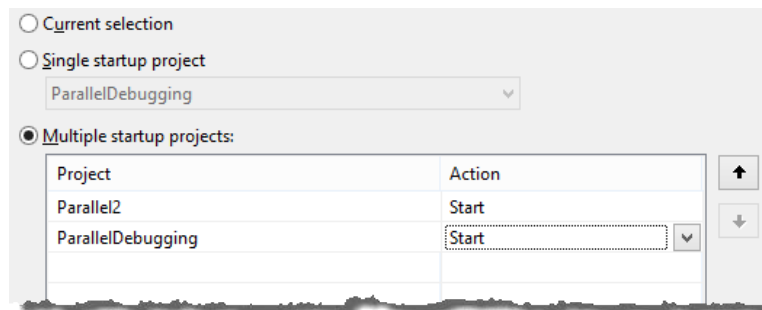 Current selection
Single startup project
ParallelDebugging
Multiple startup projects:
Project Action
Parallel2 Start
ParallelDebugging Start